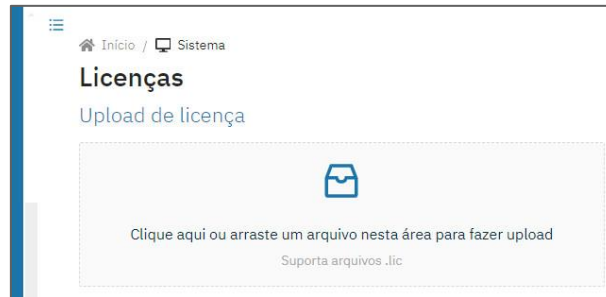 Início / Sistema
Licenças
Upload de licença
Clique aqui ou arraste um arquivo nesta área para fazer upload
Suporta arquivos .lic